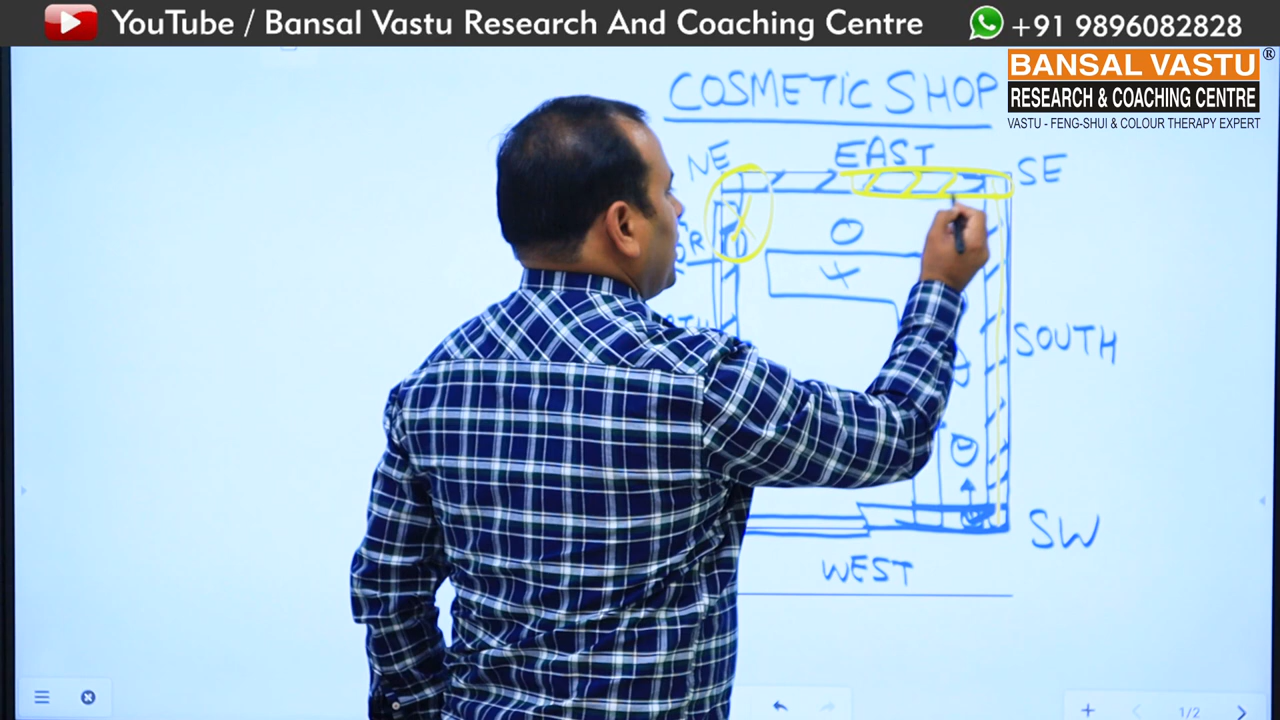 YouTube / Bansal Vastu Research And Coaching Centre
+91 9896082828
BANSAL VASTU®
RESEARCH & COACHING CENTRE
VASTU - FENG-SHUI & COLOUR THERAPY EXPERT
COSMETIC SHOP
NE
EAST
SE
SOUTH
SW
WEST
1/2